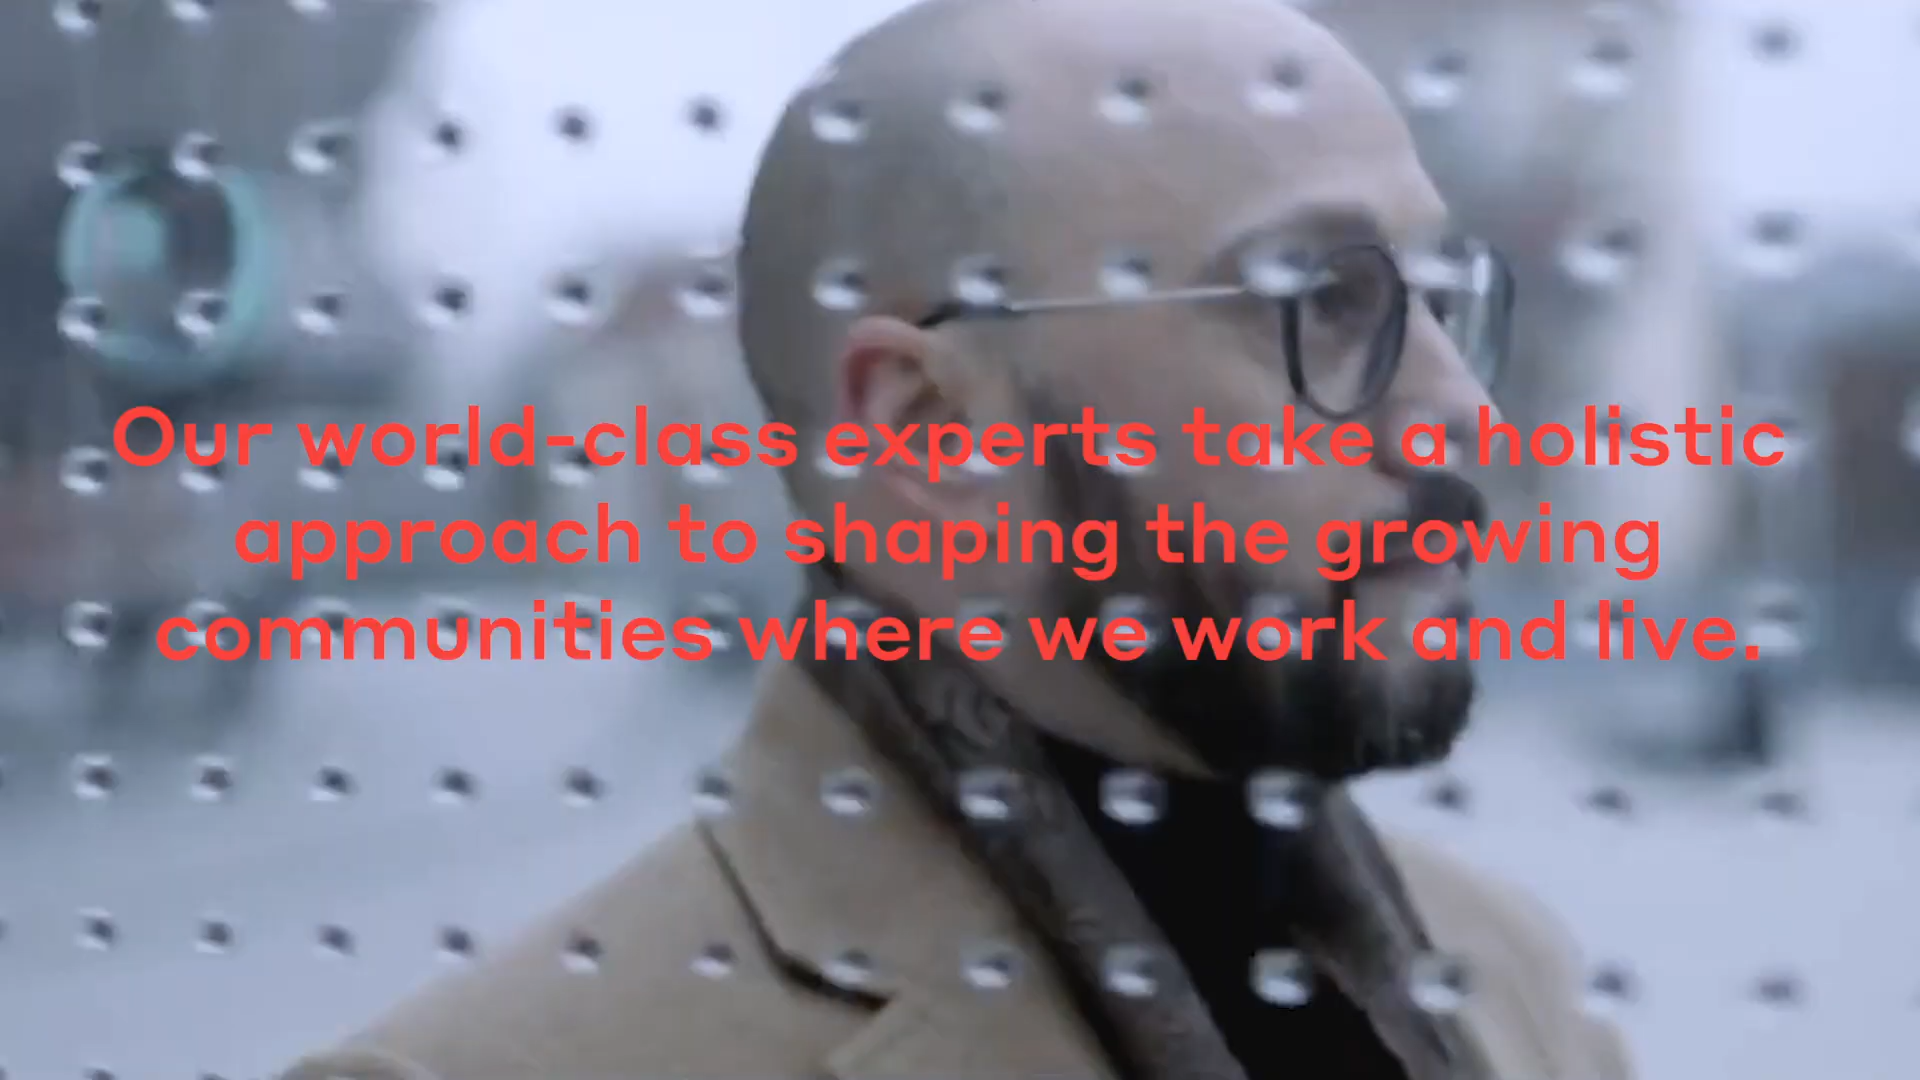 Our world-class experts take a holistic
approach to shaping the growing
communities where we work and live.